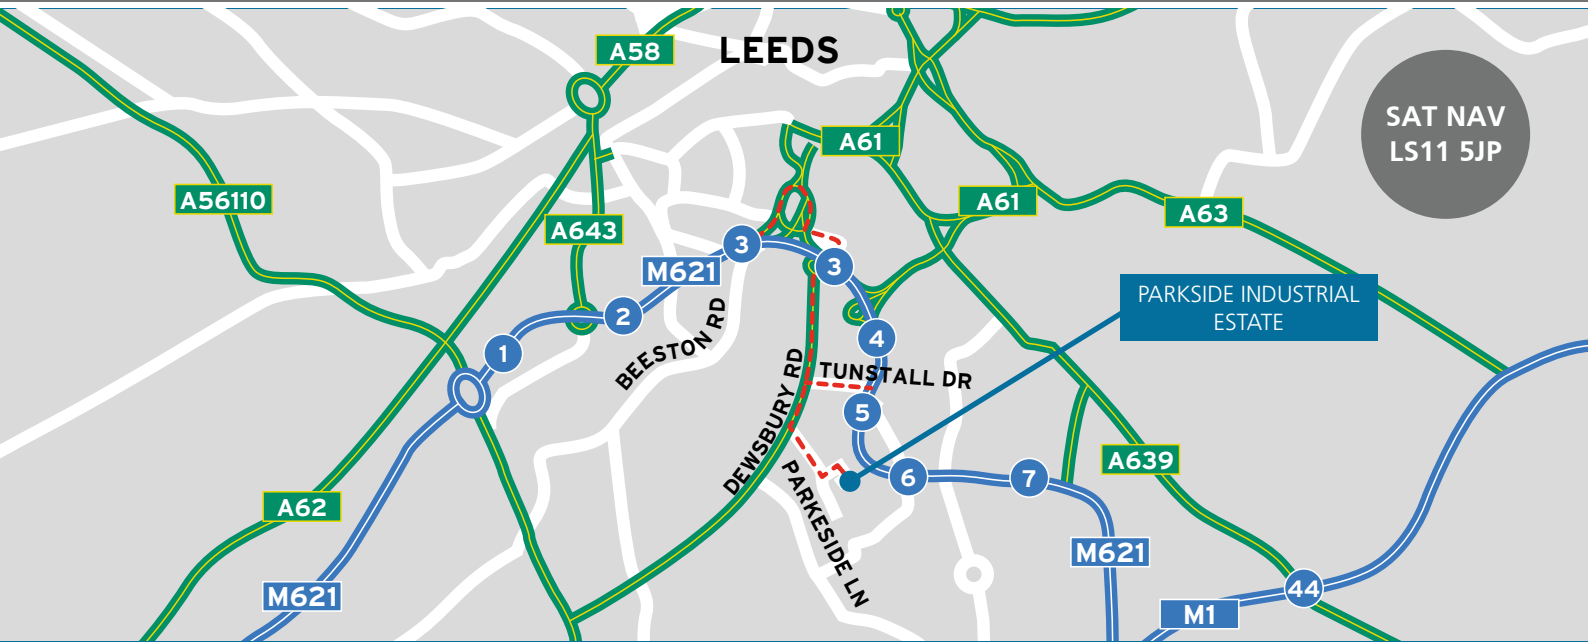 A58
LEEDS
SAT NAV
LS11 5JP
A61
A56110
A61
A63
A643
3
M621
3
PARKSIDE INDUSTRIAL
ESTATE
2
BEESTON RD
4
1
TUNSTALL DR
DEWSBURY RD
5
A639
PARKESIDE LN
6
7
A62
M621
M621
44
M1